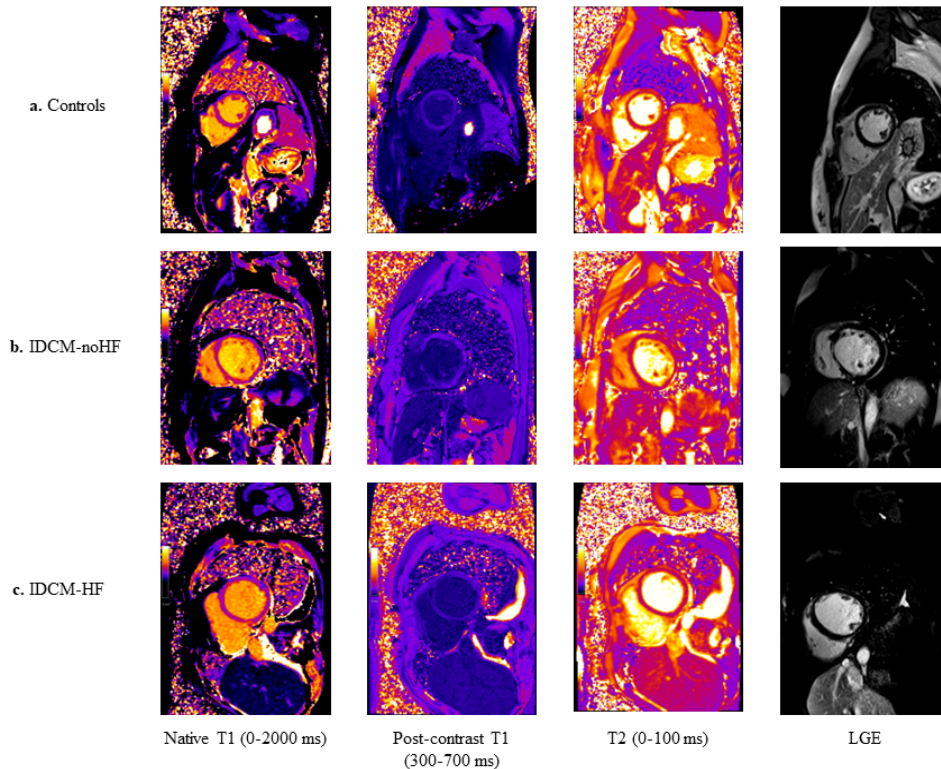 a. Controls
b. IDCM-noHF
c. IDCM-HF
Native T1 (0-2000 ms)
Post-contrast T1
(300-700 ms)
T2 (0-100 ms)
LGE